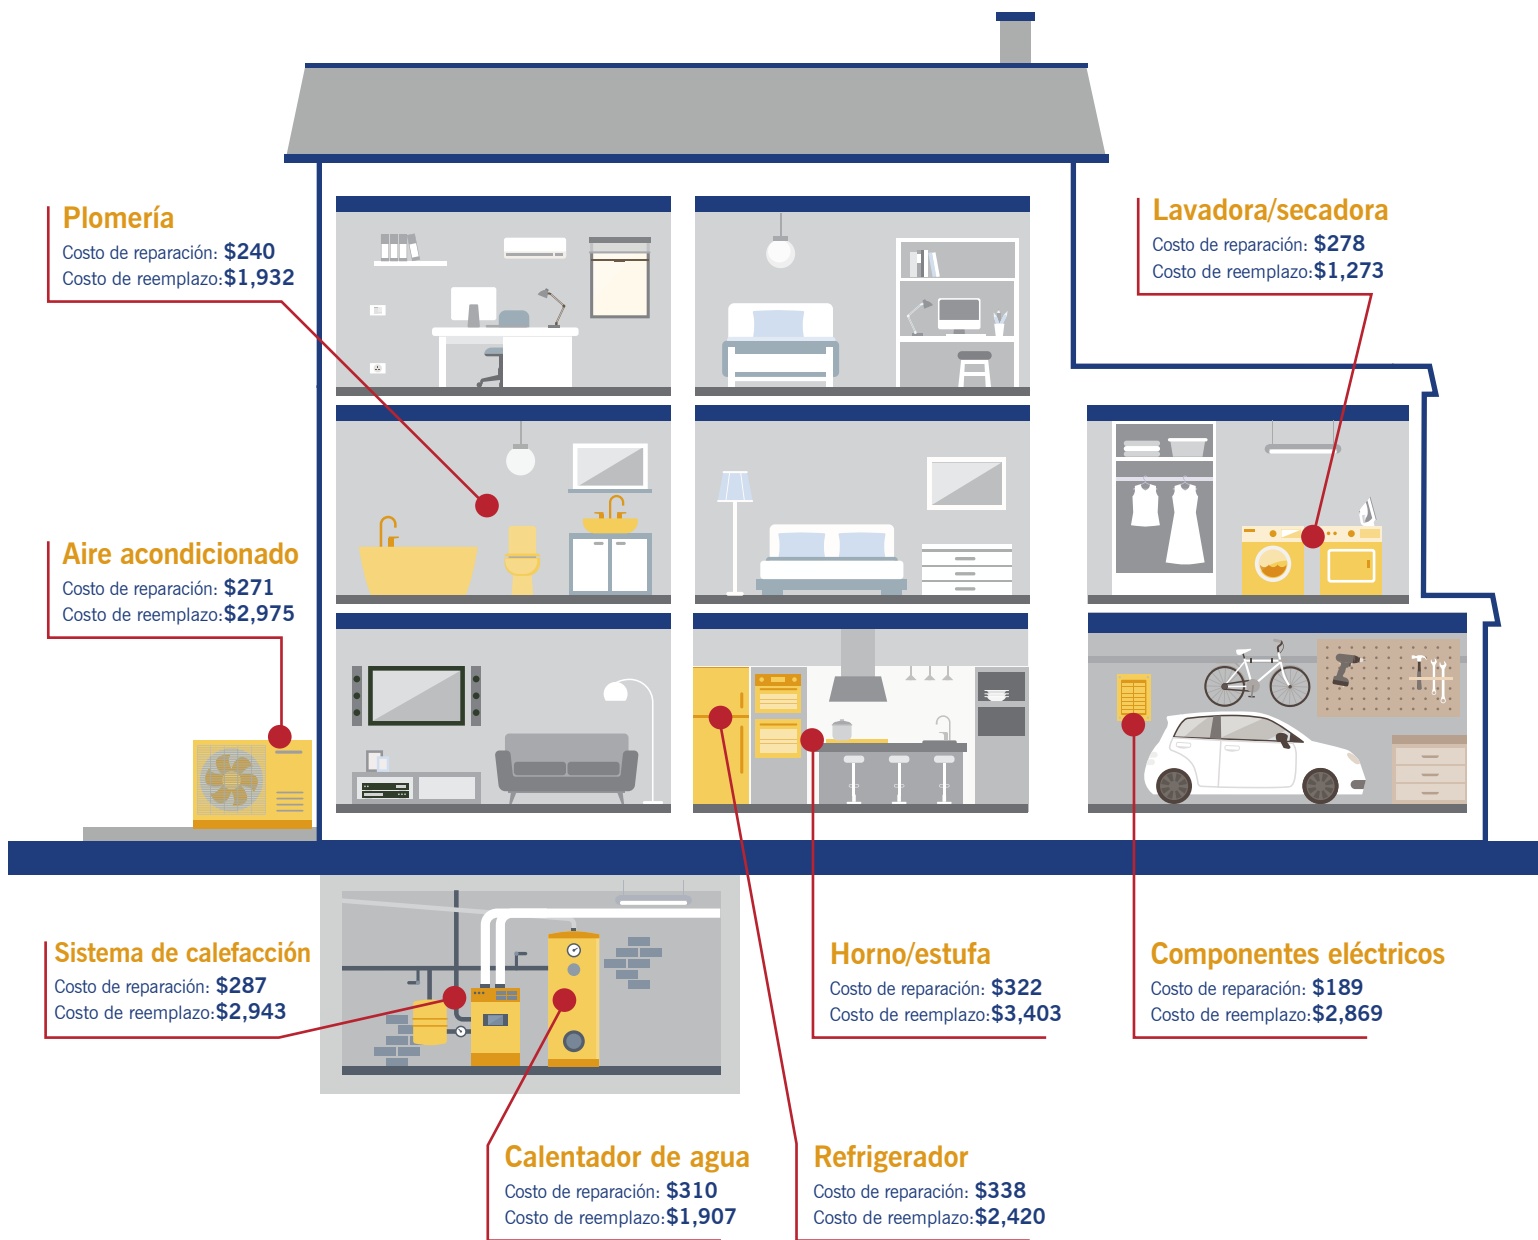 Plomería
Costo de reparación: $240
Costo de reemplazo:$1,932
Lavadora/secadora
Costo de reparación: $278
Costo de reemplazo:$1,273
Aire acondicionado
Costo de reparación: $271
Costo de reemplazo:$2,975
Sistema de calefacción
Costo de reparación: $287
Costo de reemplazo:$2,943
Horno/estufa
Costo de reparación: $322
Costo de reemplazo:$3,403
Componentes eléctricos
Costo de reparación: $189
Costo de reemplazo:$2,869
Calentador de agua
Costo de reparación: $310
Costo de reemplazo:$1,907
Refrigerador
Costo de reparación: $338
Costo de reemplazo:$2,420